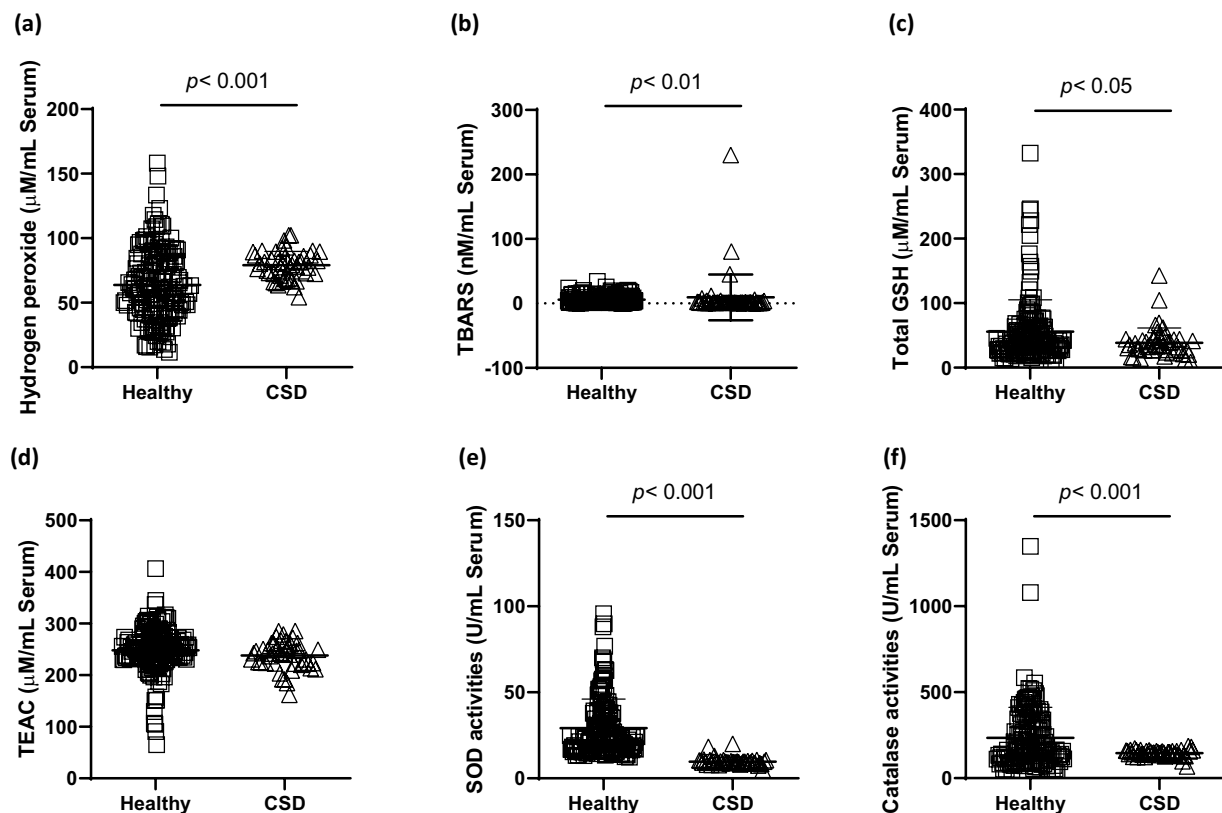 (a)
p< 0.001
Hydrogen peroxide (μM/mL Serum)
200
150
100
50
0
Healthy
CSD
(b)
p< 0.01
TBARS (nM/mL Serum)
300
200
100
0
-100
Healthy
CSD
(c)
p< 0.05
Total GSH (μM/mL Serum)
400
300
200
100
0
Healthy
CSD
(d)
TEAC (μM/mL Serum)
500
400
300
200
100
0
Healthy
CSD
(e)
p< 0.001
SOD activities (U/mL Serum)
150
100
50
0
Healthy
CSD
(f)
p< 0.001
Catalase activities (U/mL Serum)
1500
1000
500
0
Healthy
CSD